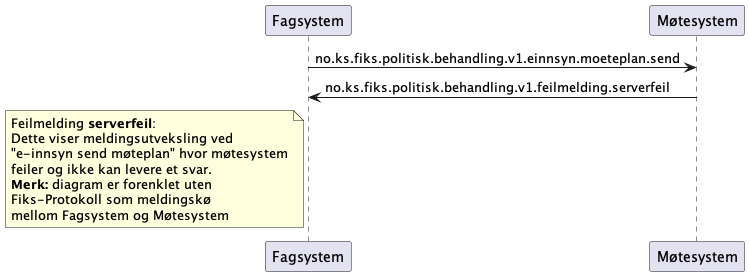 Fagsystem Møtesystem
no.ks.fiks.politisk.behandling.v1.einnsyn.moeteplan.send
no.ks.fiks.politisk.behandling.v1.feilmelding.serverfeil
Feilmelding serverfeil:
Dette viser meldingsutveksling ved
"e-innsyn send møteplan" hvor møtesystem
feiler og ikke kan levere et svar.
Merk: diagram er forenklet uten
Fiks-Protokoll som meldingskø
mellom Fagsystem og Møtesystem
Fagsystem Møtesystem